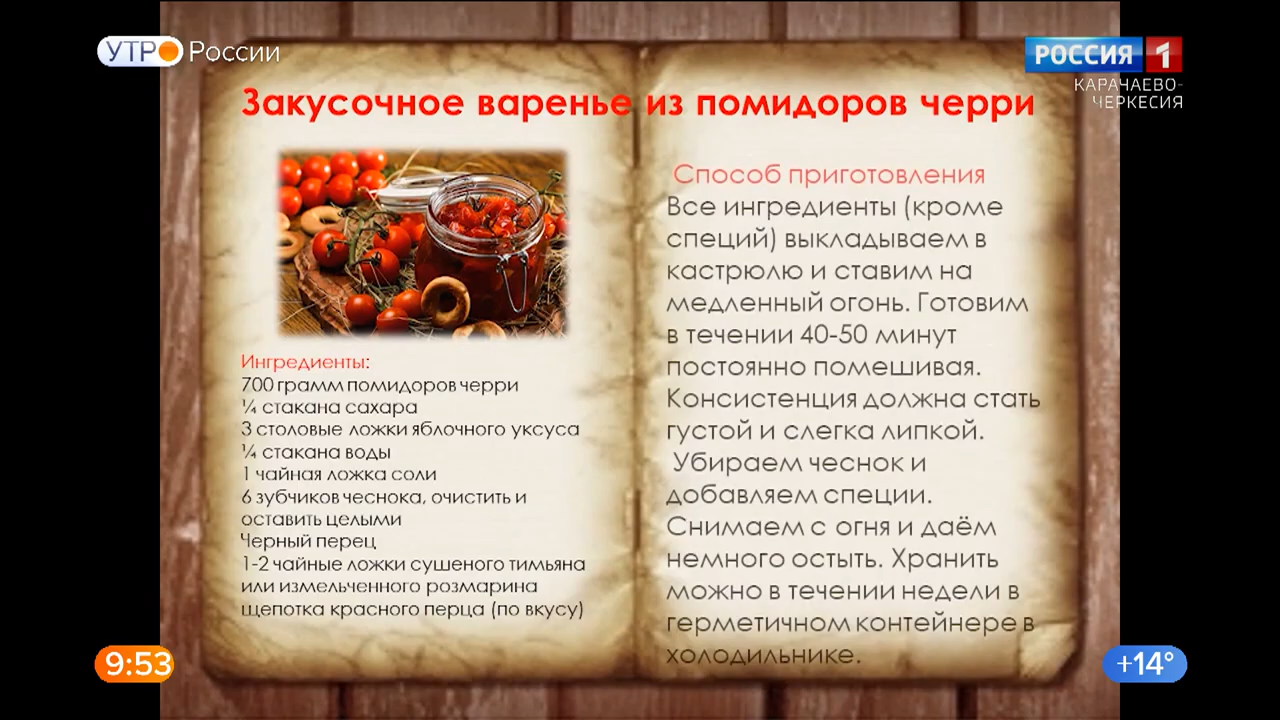 УТРО России
РОССИЯ 1
КАРАЧАЕВО-
ЧЕРКЕСИЯ
Закусочное варенье из помидоров черри
Ингредиенты:
700 грамм помидоров черри
¼ стакана сахара
3 столовые ложки яблочного уксуса
¼ стакана воды
1 чайная ложка соли
6 зубчиков чеснока, очистить и
оставить целыми
Черный перец
1-2 чайные ложки сушеного тимьяна
или измельченного розмарина
щепотка красного перца (по вкусу)
Способ приготовления
Все ингредиенты (кроме
специй) выкладываем в
кастрюлю и ставим на
медленный огонь. Готовим
в течении 40-50 минут
постоянно помешивая.
Консистенция должна стать
густой и слегка липкой.
Убираем чеснок и
добавляем специи.
Снимаем с огня и даём
немного остыть. Хранить
можно в течении недели в
герметичном контейнере в
холодильнике.
9:53
+14°